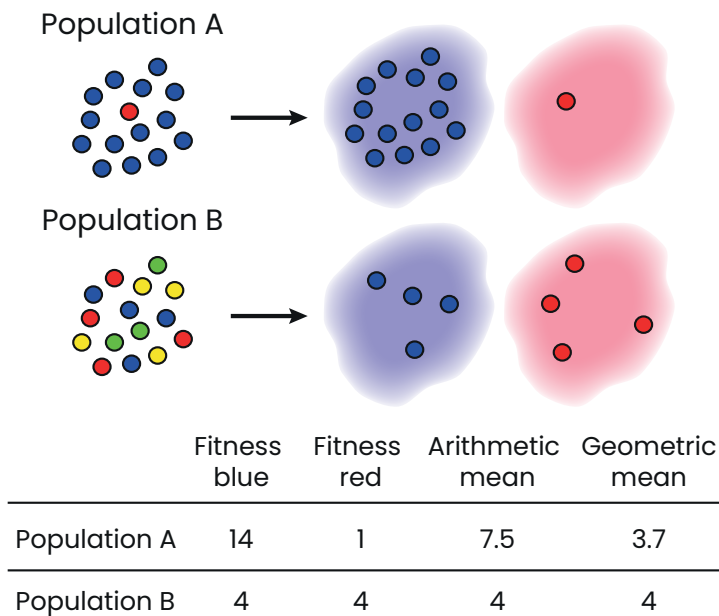 Population A
Population B
Fitness blue Fitness red Arithmetic mean Geometric mean
Population A 14 1 7.5 3.7
Population B 4 4 4 4